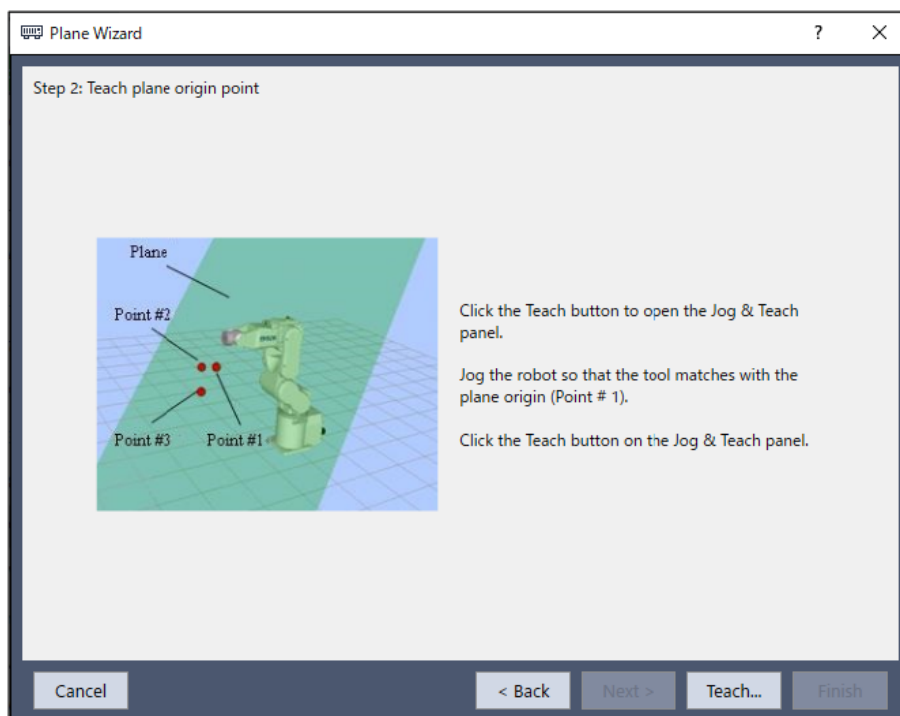 Plane Wizard
?
Step 2: Teach plane origin point
Plane
Point #2
Point #3
Point #1
Click the Teach button to open the Jog & Teach
panel.
Jog the robot so that the tool matches with the
plane origin (Point # 1).
Click the Teach button on the Jog & Teach panel.
Cancel
< Back
Next >
Teach...
Finish